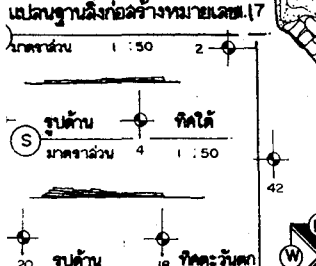 แปลนฐานสิ่งก่อสร้างหมายเลข.17
มาตราส่วน 1 : 50 2
รูปด้าน ทิศใต้
S มาตราส่วน 4 1 : 50
42
20 รูปด้าน 18 ทิศตะวันตก W